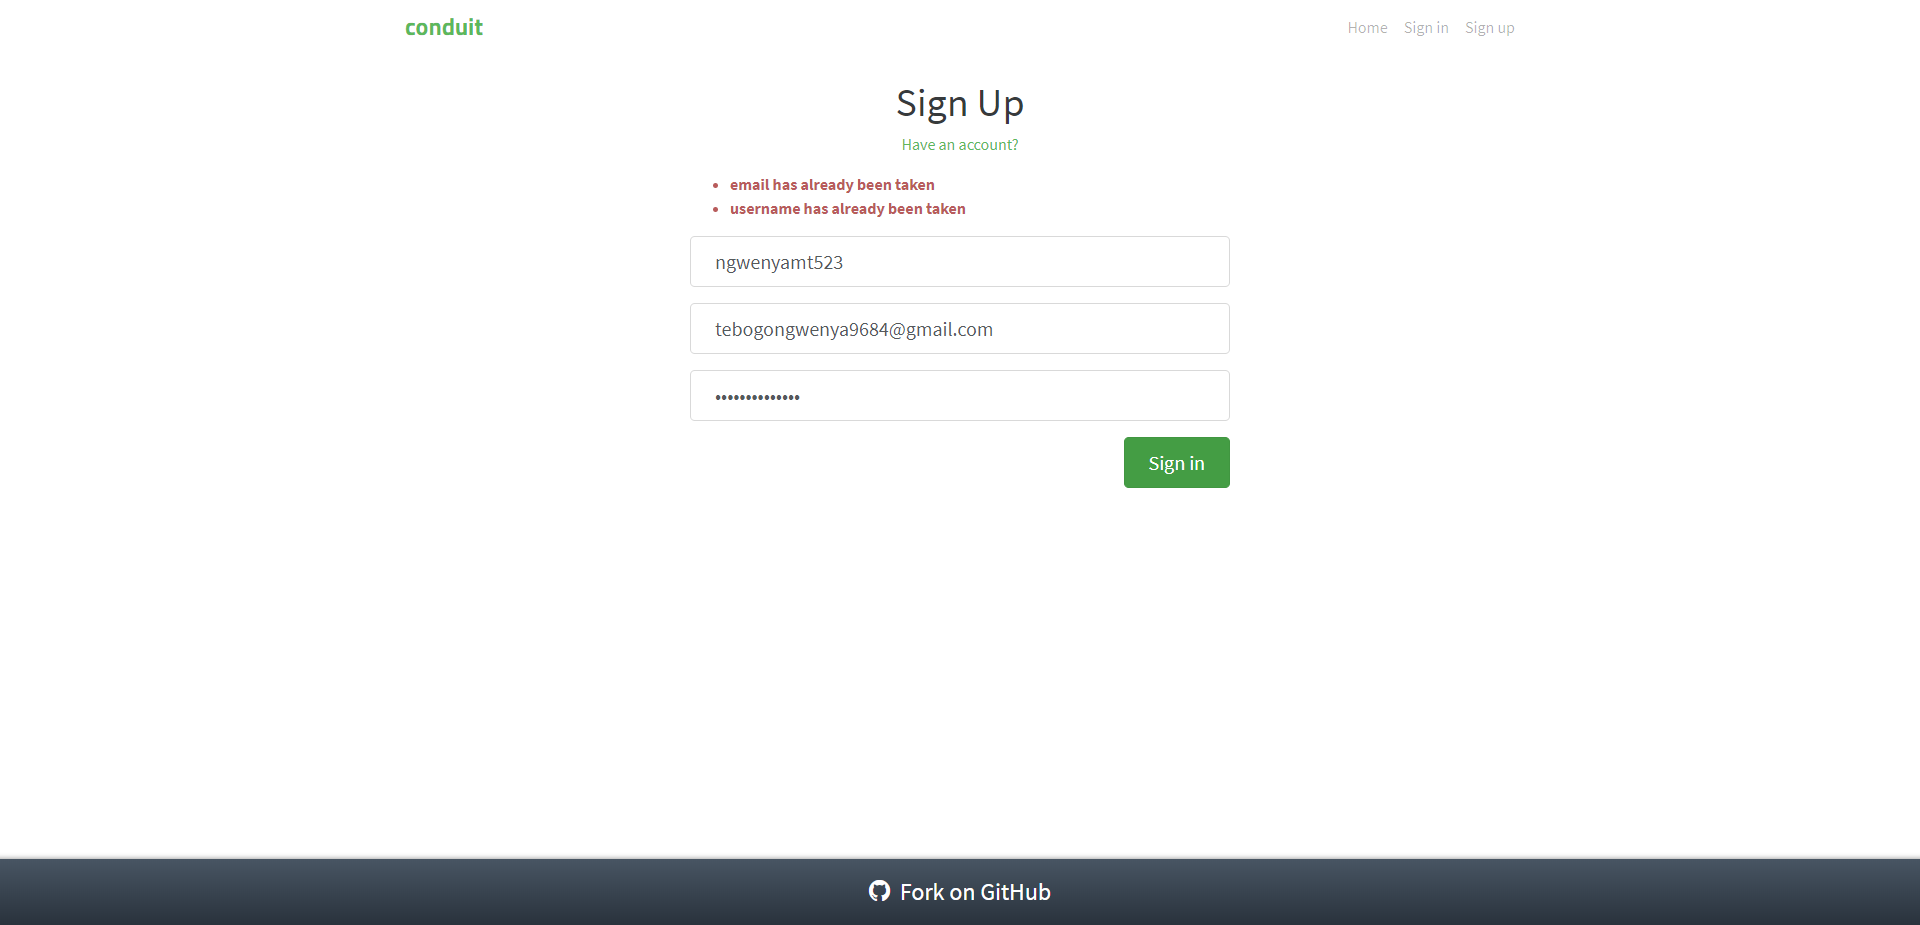 conduit
Home Sign in Sign up
Sign Up
Have an account?
email has already been taken
username has already been taken
ngwenyamt523
tebogongwenya9684@gmail.com
••••••••••••••
Sign in
Fork on GitHub